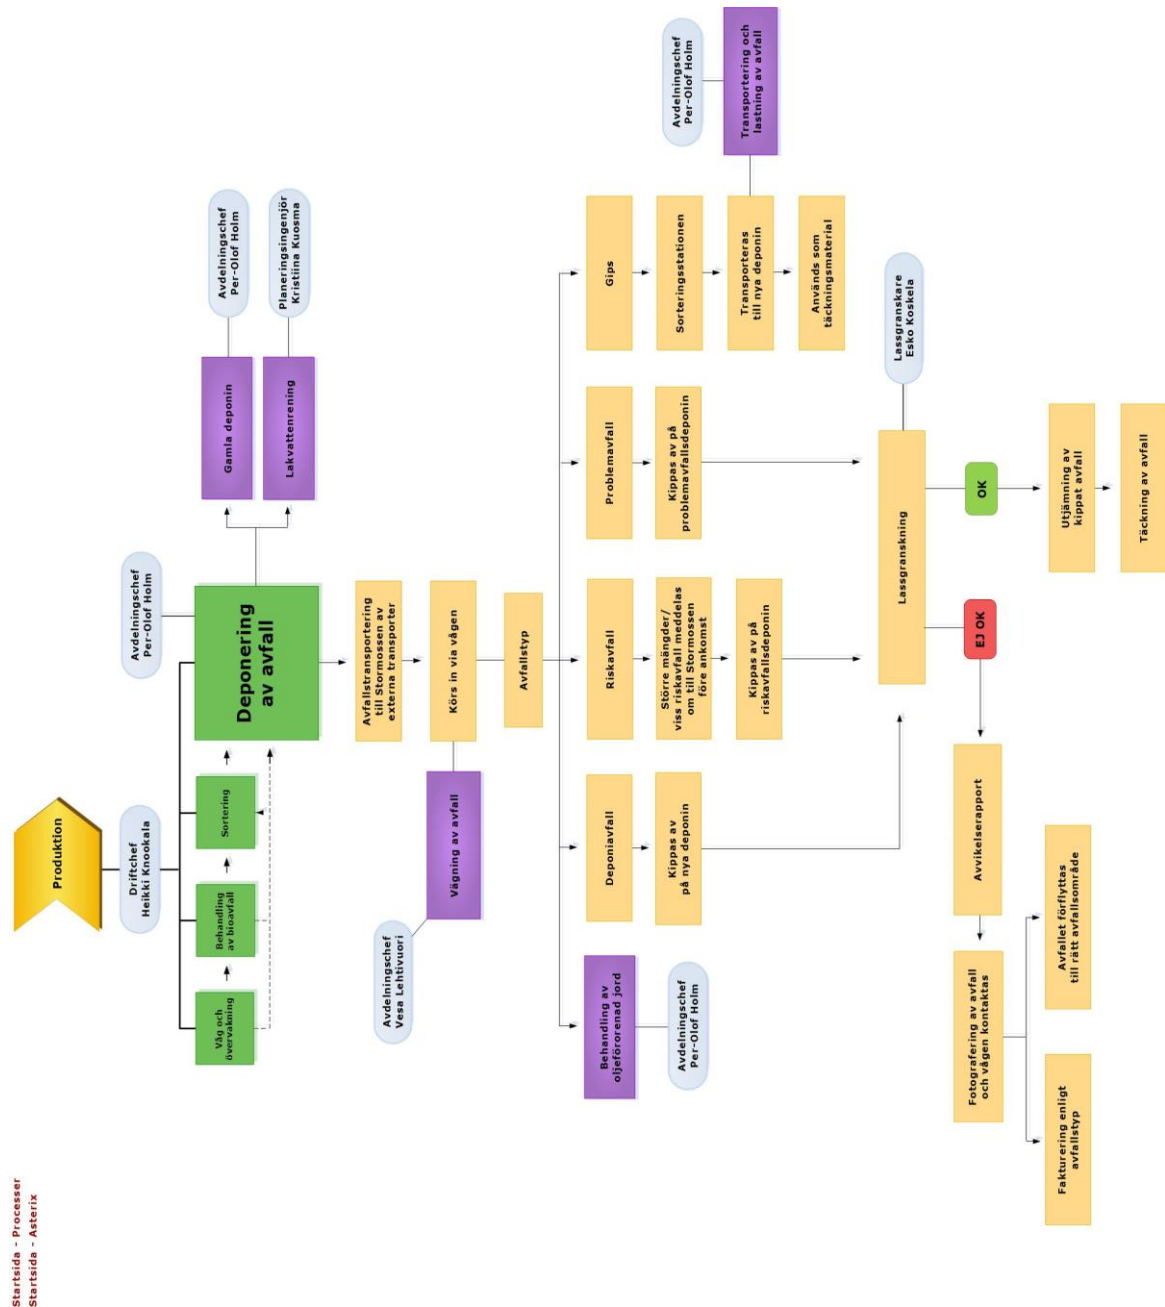 Startsida - Processer
Startsida - Asterix
Produktion
Driftchef
Heikki Knookala
Våg och
övervakning
Behandling
av bioavfall
Sortering
Deponering
av avfall
Avdelningschef
Per-Olof Holm
Gamla deponin
Avdelningschef
Per-Olof Holm
Lakvattenrening
Planeringsingenjör
Kristiina Kuosma
Avfallstransportering
till Stormossen av
externa transporter
Körs in via vågen
Vägning av avfall
Avdelningschef
Vesa Lehtivuori
Avfallstyp
Behandling av
oljeförorenad jord
Avdelningschef
Per-Olof Holm
Deponiavfall
Kippas av
på nya deponin
Riskavfall
Större mängder/
viss riskavfall meddelas
om till Stormossen
före ankomst
Kippas av på
riskavfallsdeponin
Problemavfall
Kippas av på
problemavfallsdeponin
Gips
Sorteringsstationen
Transporteras
till nya deponin
Används som
täckningsmaterial
Transportering och
lastning av avfall
Avdelningschef
Per-Olof Holm
Lassgranskning
Lassgranskare
Esko Koskela
EJ OK
OK
Avvikelserapport
Fotografering av avfall
och vågen kontaktas
Fakturering enligt
avfallstyp
Avfallet förflyttas
till rätt avfallsområde
Utjämning av
kippat avfall
Täckning av avfall